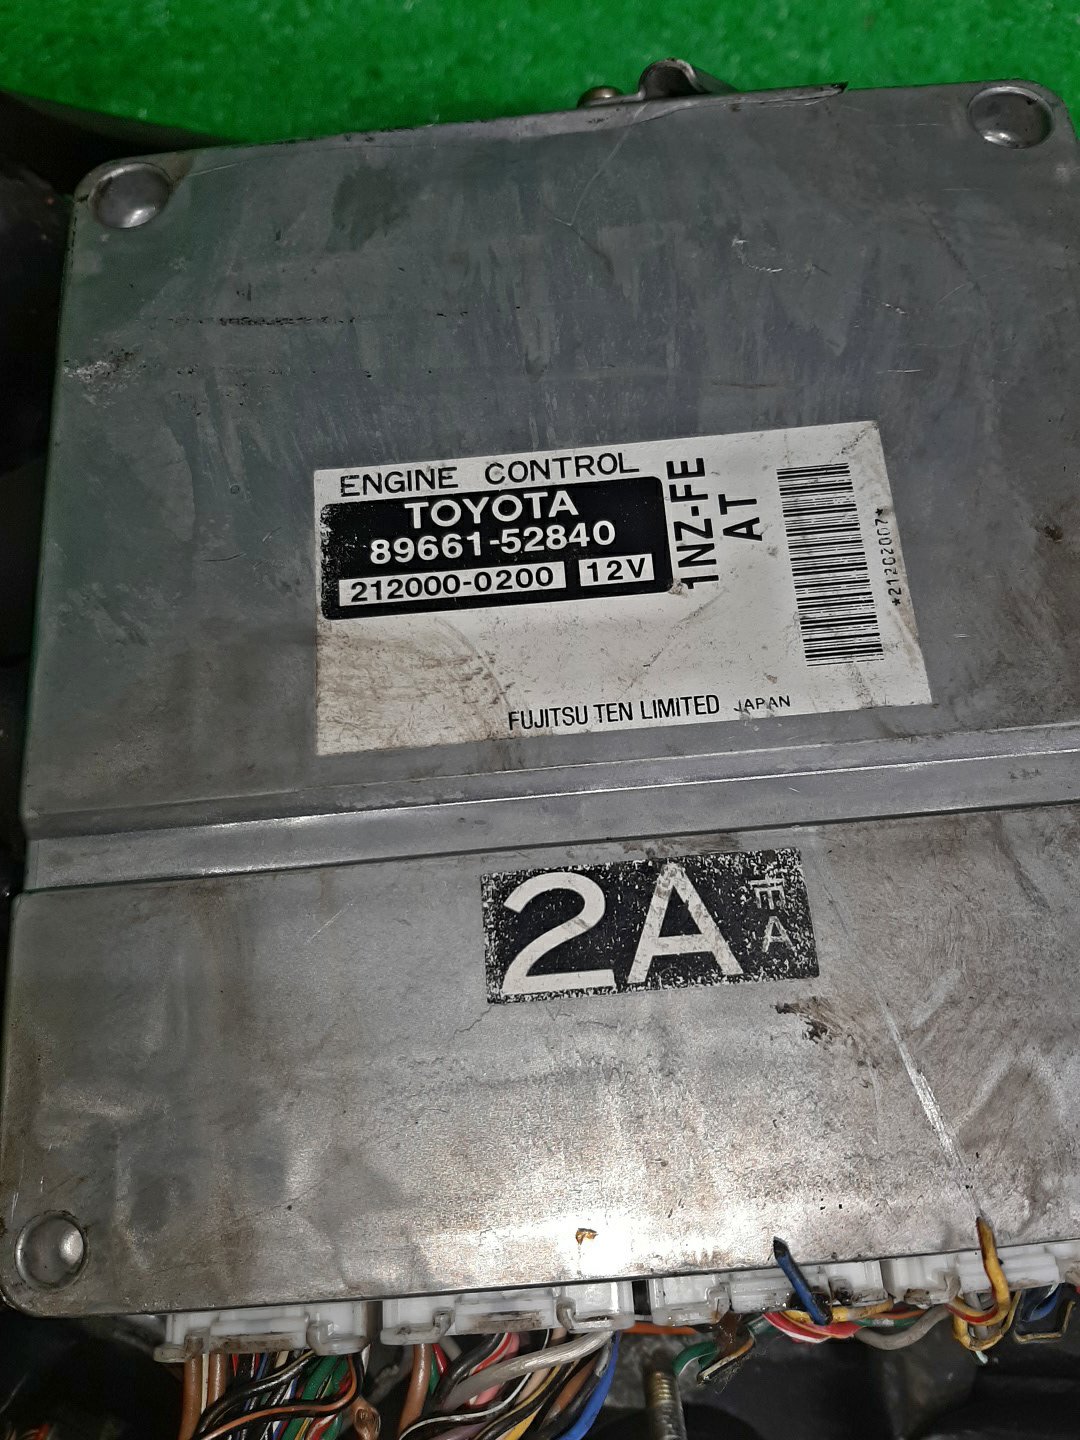 ENGINE CONTROL
TOYOTA
89661-52840
212000-0200 12V
1NZ-FE
AT
*21202007*
FUJITSU TEN LIMITED JAPAN
2A
A